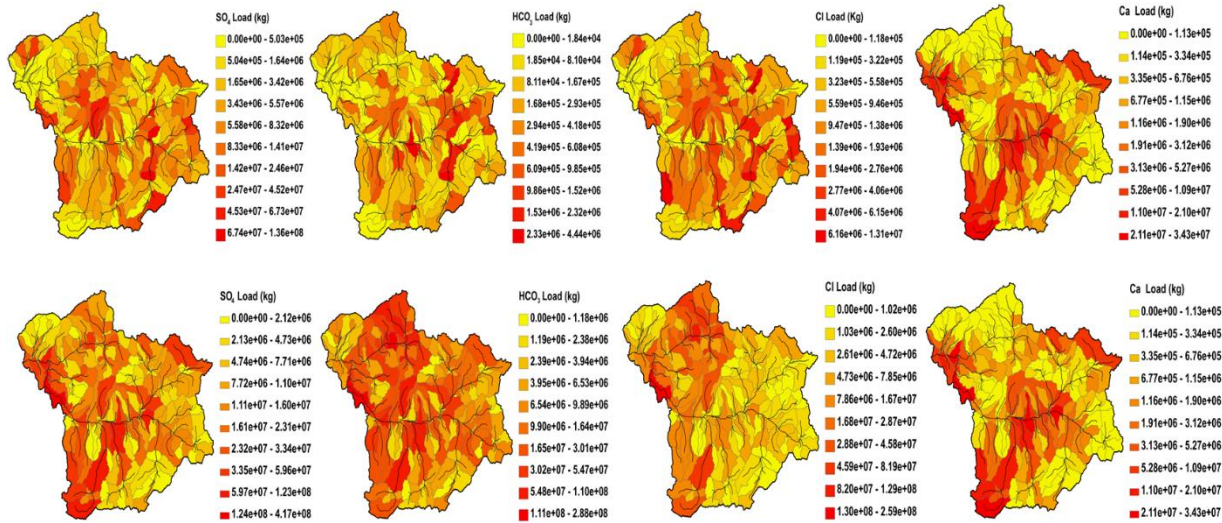 SO₄ Load (kg)
0.00e+00 - 5.03e+05
5.04e+05 - 1.64e+06
1.65e+06 - 3.42e+06
3.43e+06 - 5.57e+06
5.58e+06 - 8.32e+06
8.33e+06 - 1.41e+07
1.42e+07 - 2.46e+07
2.47e+07 - 4.52e+07
4.53e+07 - 6.73e+07
6.74e+07 - 1.36e+08
HCO₃ Load (kg)
0.00e+00 - 1.84e+04
1.85e+04 - 8.10e+04
8.11e+04 - 1.67e+05
1.68e+05 - 2.93e+05
2.94e+05 - 4.18e+05
4.19e+05 - 6.08e+05
6.09e+05 - 9.85e+05
9.86e+05 - 1.52e+06
1.53e+06 - 2.32e+06
2.33e+06 - 4.44e+06
Cl Load (Kg)
0.00e+00 - 1.18e+05
1.19e+05 - 3.22e+05
3.23e+05 - 5.58e+05
5.59e+05 - 9.46e+05
9.47e+05 - 1.38e+06
1.39e+06 - 1.93e+06
1.94e+06 - 2.76e+06
2.77e+06 - 4.06e+06
4.07e+06 - 6.15e+06
6.16e+06 - 1.31e+07
Ca Load (kg)
0.00e+00 - 1.13e+05
1.14e+05 - 3.34e+05
3.35e+05 - 6.76e+05
6.77e+05 - 1.15e+06
1.16e+06 - 1.90e+06
1.91e+06 - 3.12e+06
3.13e+06 - 5.27e+06
5.28e+06 - 1.09e+07
1.10e+07 - 2.10e+07
2.11e+07 - 3.43e+07
SO₄ Load (kg)
0.00e+00 - 2.12e+06
2.13e+06 - 4.73e+06
4.74e+06 - 7.71e+06
7.72e+06 - 1.10e+07
1.11e+07 - 1.60e+07
1.61e+07 - 2.31e+07
2.32e+07 - 3.34e+07
3.35e+07 - 5.96e+07
5.97e+07 - 1.23e+08
1.24e+08 - 4.17e+08
HCO₃ Load (kg)
0.00e+00 - 1.18e+06
1.19e+06 - 2.38e+06
2.39e+06 - 3.94e+06
3.95e+06 - 6.53e+06
6.54e+06 - 9.89e+06
9.90e+06 - 1.64e+07
1.65e+07 - 3.01e+07
3.02e+07 - 5.47e+07
5.48e+07 - 1.10e+08
1.11e+08 - 2.88e+08
Cl Load (kg)
0.00e+00 - 1.02e+06
1.03e+06 - 2.60e+06
2.61e+06 - 4.72e+06
4.73e+06 - 7.85e+06
7.86e+06 - 1.67e+07
1.68e+07 - 2.87e+07
2.88e+07 - 4.58e+07
4.59e+07 - 8.19e+07
8.20e+07 - 1.29e+08
1.30e+08 - 2.59e+08
Ca Load (kg)
0.00e+00 - 1.13e+05
1.14e+05 - 3.34e+05
3.35e+05 - 6.76e+05
6.77e+05 - 1.15e+06
1.16e+06 - 1.90e+06
1.91e+06 - 3.12e+06
3.13e+06 - 5.27e+06
5.28e+06 - 1.09e+07
1.10e+07 - 2.10e+07
2.11e+07 - 3.43e+07